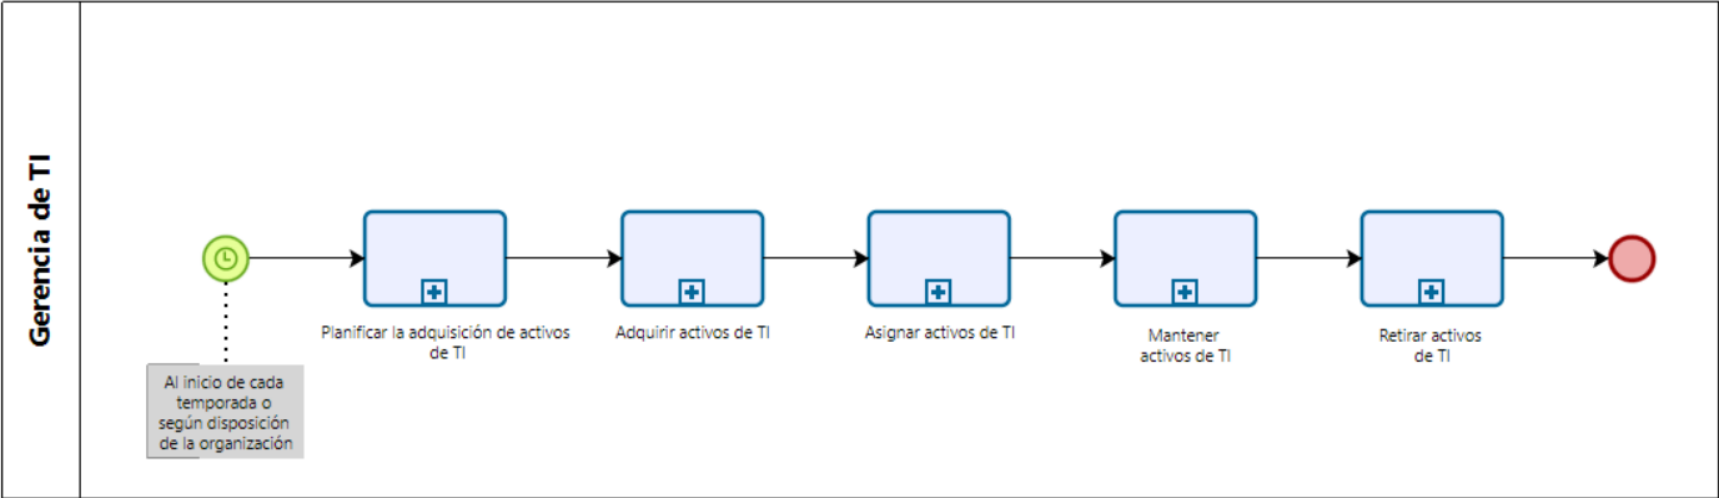 Gerencia de TI
Al inicio de cada
temporada o
según disposición
de la organización
Planificar la adquisición de activos
de TI
Adquirir activos de TI
Asignar activos de TI
Mantener
activos de TI
Retirar activos
de TI